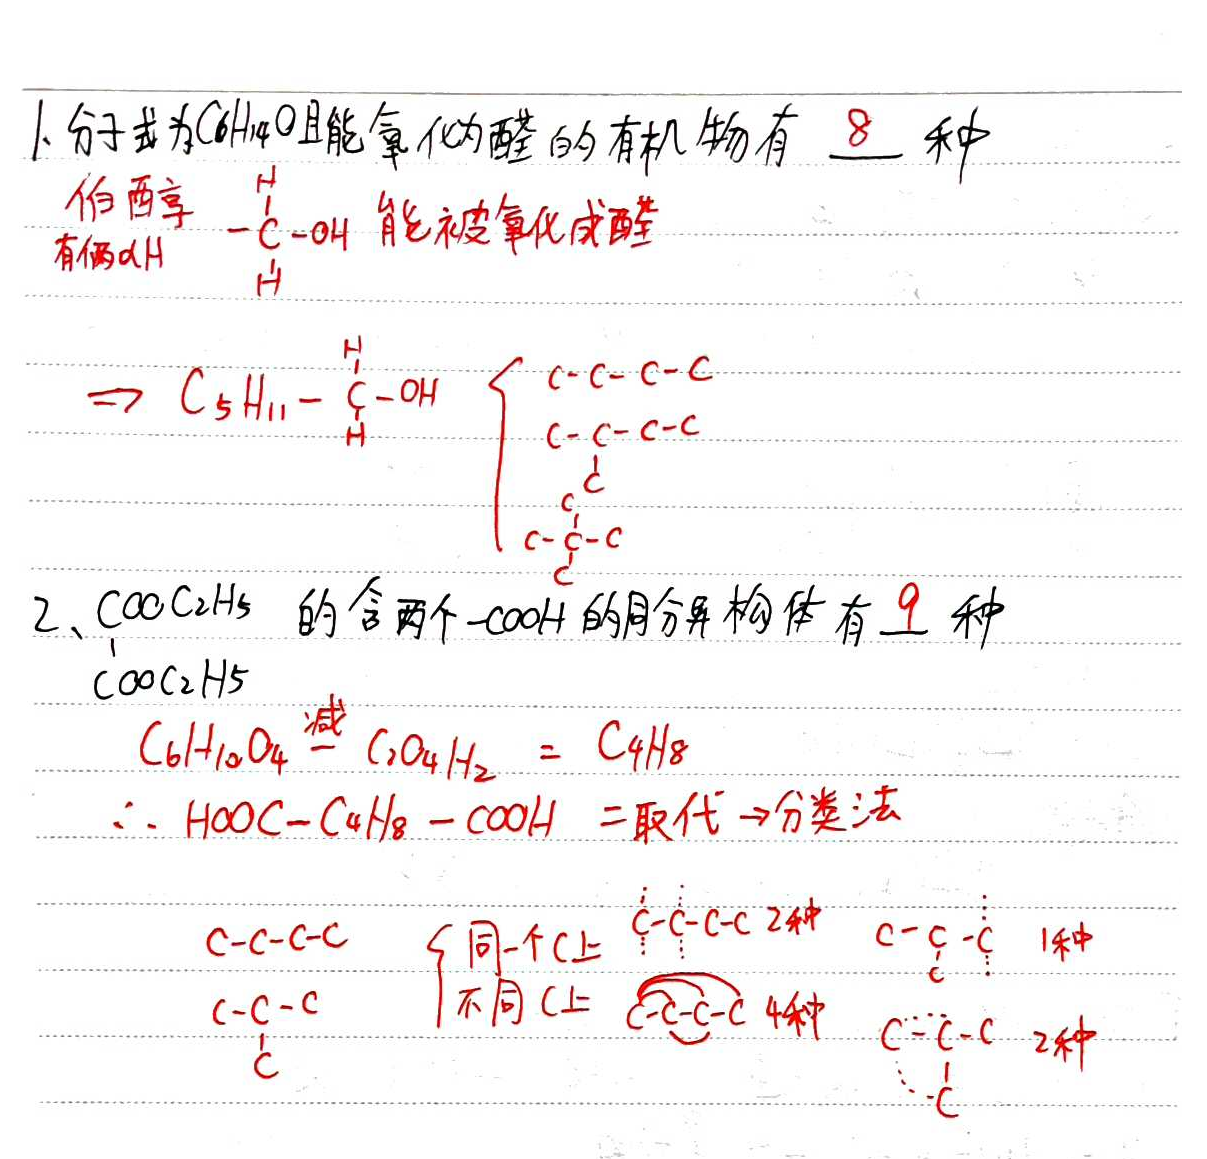 1. 分子式为C6H14O且能氧化为醛的有机物有 8 种
伯醇
有俩αH
H
-C-OH 能被氧化成醛
H
⇒ C5H11-C-OH
H
H
C-C-C-C
C-C-C-C
C
C
C-C-C
C
2、COOC2H5 的含两个-COOH的同分异构体有 9 种
COOC2H5
C6H10O4 减 - C2O4H2 = C4H8
∴ HOOC-C4H8-COOH 二取代→分类法
C-C-C-C
C-C-C
C
同一个C上 C-C-C-C 2种 C-C-C 1种
C
不同C上 C-C-C-C 4种 C-C-C 2种
C